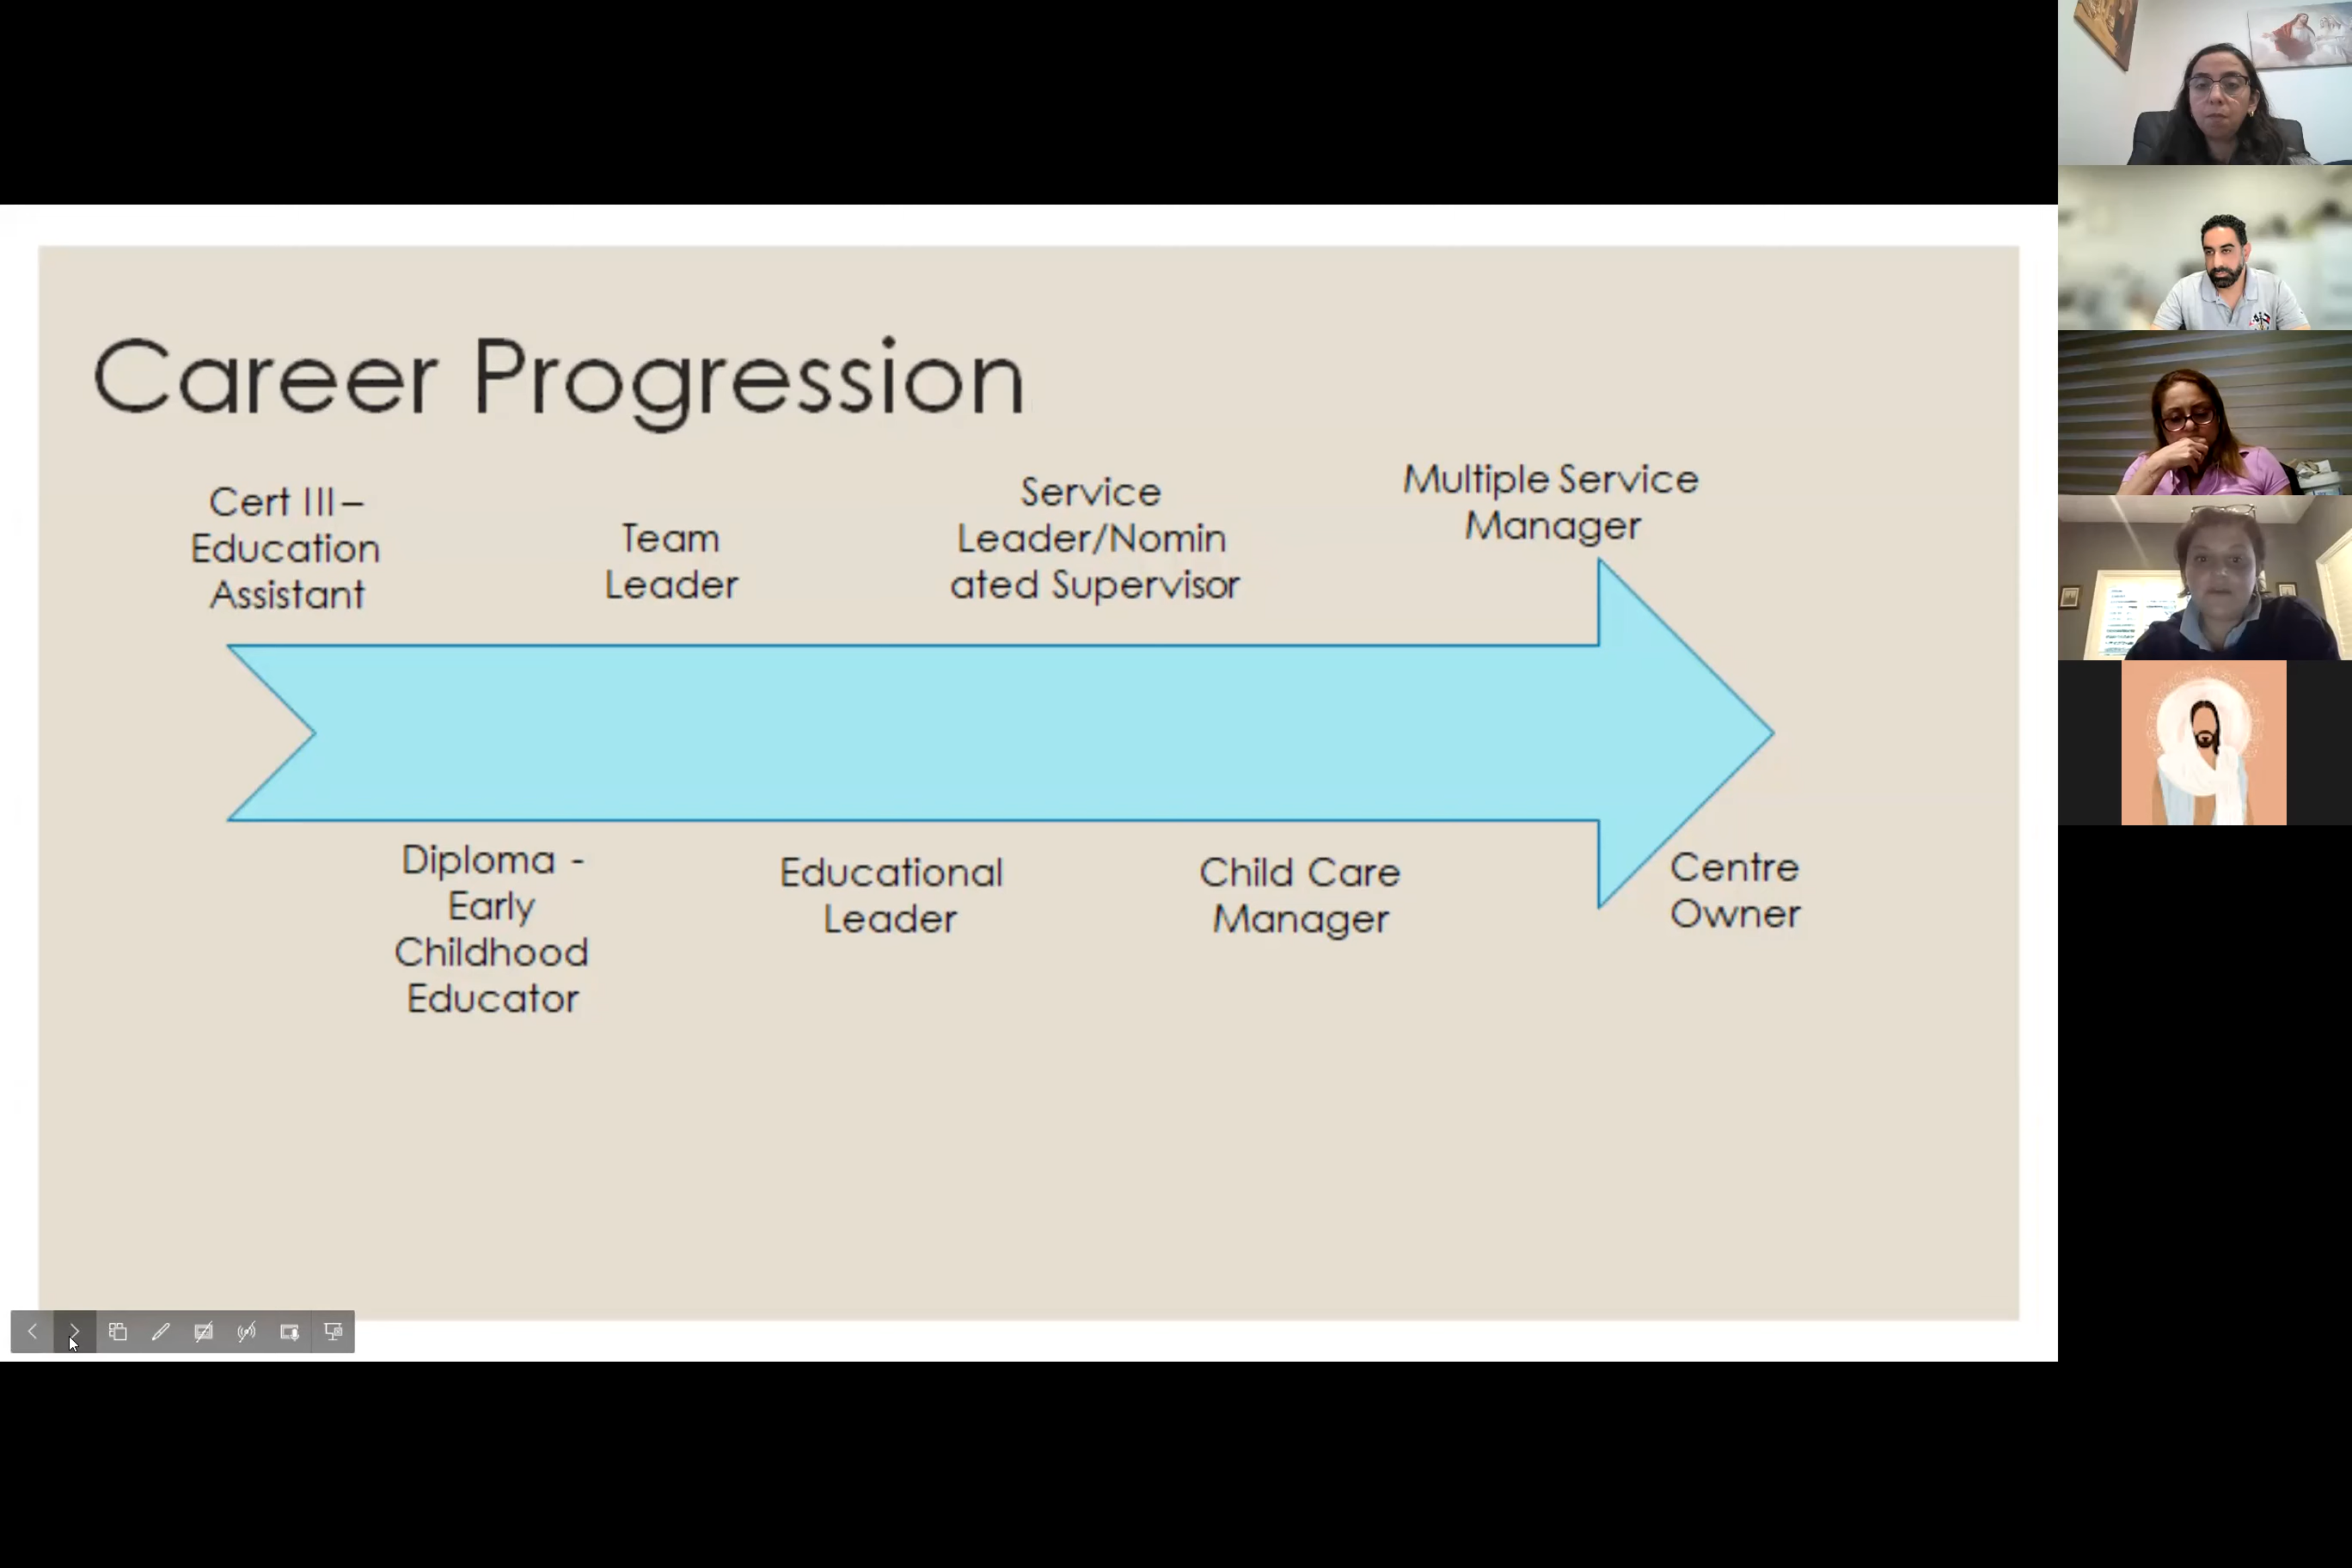 Career Progression
Cert III –
Education
Assistant
Team
Leader
Service
Leader/Nomin
ated Supervisor
Multiple Service
Manager
Diploma -
Early
Childhood
Educator
Educational
Leader
Child Care
Manager
Centre
Owner